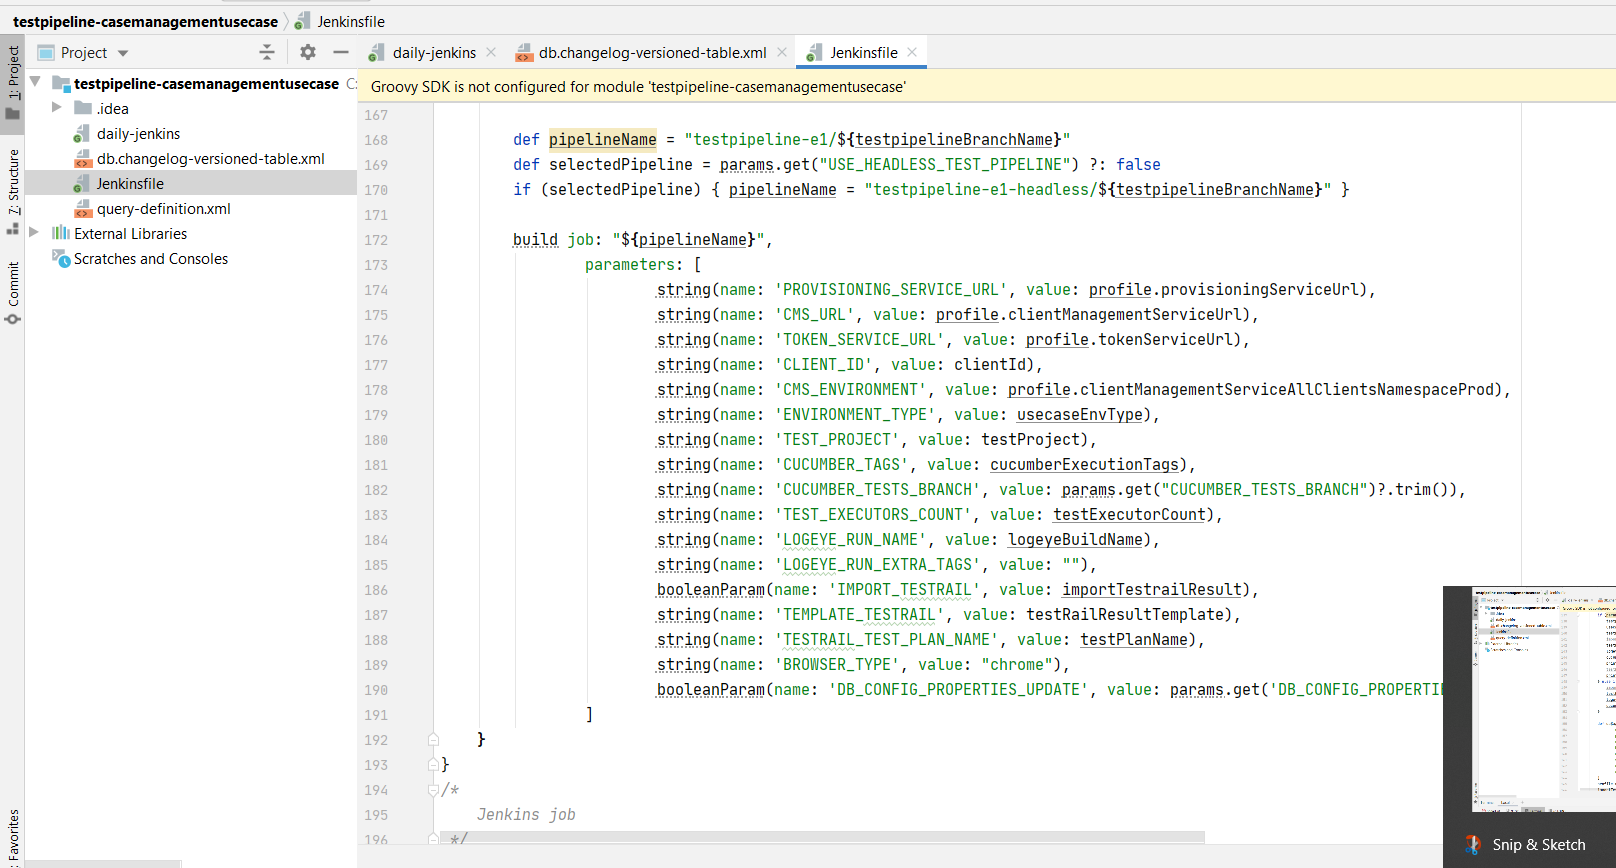 testpipeline-casemanagementusecase Jenkinsfile
1: Project
Project
daily-jenkins
db.changelog-versioned-table.xml
Jenkinsfile
testpipeline-casemanagementusecase C:
.idea
daily-jenkins
db.changelog-versioned-table.xml
Jenkinsfile
query-definition.xml
External Libraries
Scratches and Consoles
7: Structure
Commit
Favorites
Groovy SDK is not configured for module 'testpipeline-casemanagementusecase'
167
168 def pipelineName = "testpipeline-e1/${testpipelineBranchName}"
169 def selectedPipeline = params.get("USE_HEADLESS_TEST_PIPELINE") ?: false
170 if (selectedPipeline) { pipelineName = "testpipeline-e1-headless/${testpipelineBranchName}" }
171
172 build job: "${pipelineName}",
173 parameters: [
174 string(name: 'PROVISIONING_SERVICE_URL', value: profile.provisioningServiceUrl),
175 string(name: 'CMS_URL', value: profile.clientManagementServiceUrl),
176 string(name: 'TOKEN_SERVICE_URL', value: profile.tokenServiceUrl),
177 string(name: 'CLIENT_ID', value: clientId),
178 string(name: 'CMS_ENVIRONMENT', value: profile.clientManagementServiceAllClientsNamespaceProd),
179 string(name: 'ENVIRONMENT_TYPE', value: usecaseEnvType),
180 string(name: 'TEST_PROJECT', value: testProject),
181 string(name: 'CUCUMBER_TAGS', value: cucumberExecutionTags),
182 string(name: 'CUCUMBER_TESTS_BRANCH', value: params.get("CUCUMBER_TESTS_BRANCH")?.trim()),
183 string(name: 'TEST_EXECUTORS_COUNT', value: testExecutorCount),
184 string(name: 'LOGEYE_RUN_NAME', value: logeyeBuildName),
185 string(name: 'LOGEYE_RUN_EXTRA_TAGS', value: ""),
186 booleanParam(name: 'IMPORT_TESTRAIL', value: importTestrailResult),
187 string(name: 'TEMPLATE_TESTRAIL', value: testRailResultTemplate),
188 string(name: 'TESTRAIL_TEST_PLAN_NAME', value: testPlanName),
189 string(name: 'BROWSER_TYPE', value: "chrome"),
190 booleanParam(name: 'DB_CONFIG_PROPERTIES_UPDATE', value: params.get('DB_CONFIG_PROPERTIE
191 ]
192 }
193 }
194 /*
195 Jenkins job
196 */
Snip & Sketch